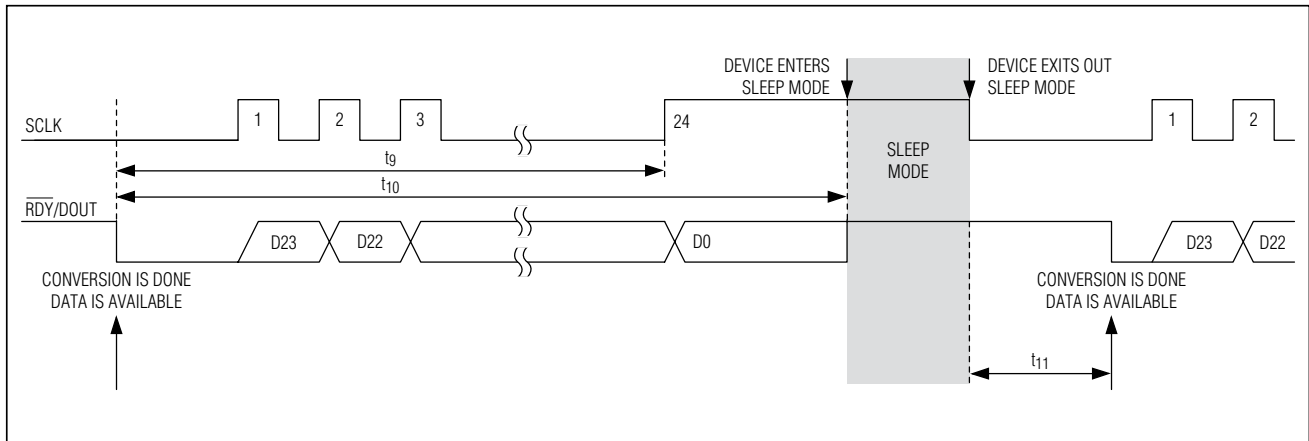 DEVICE ENTERS
SLEEP MODE
DEVICE EXITS OUT
SLEEP MODE
SCLK
1
2
3
24
1
2
SLEEP
MODE
t9
t10
RDY/DOUT
D23
D22
D0
D23
D22
CONVERSION IS DONE
DATA IS AVAILABLE
CONVERSION IS DONE
DATA IS AVAILABLE
t11